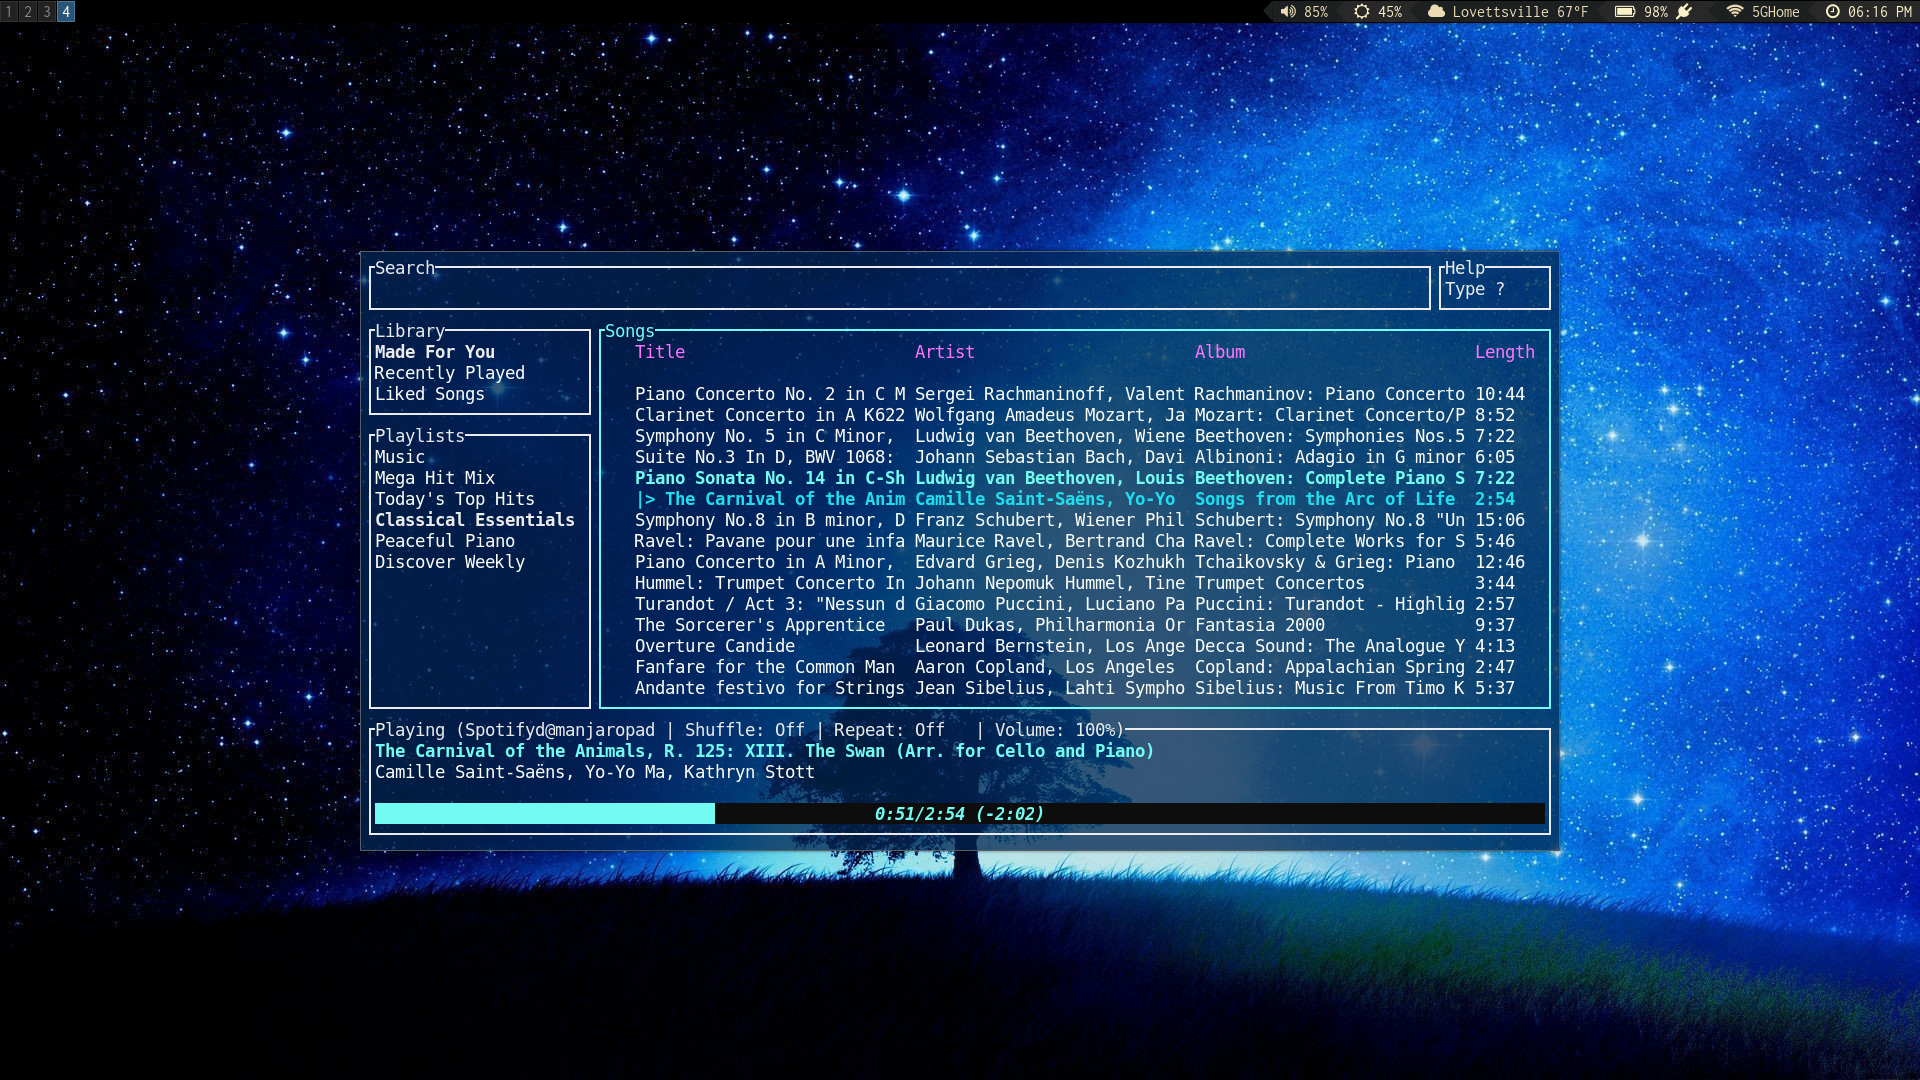 1 2 3 4 85% 45% Lovettsville 67°F 98% 5GHome 06:16 PM
Search Help
Type ?
Library Songs
Made For You Title Artist Album Length
Recently Played
Liked Songs Piano Concerto No. 2 in C M Sergei Rachmaninoff, Valent Rachmaninov: Piano Concerto 10:44
Clarinet Concerto in A K622 Wolfgang Amadeus Mozart, Ja Mozart: Clarinet Concerto/P 8:52
Playlists Symphony No. 5 in C Minor, Ludwig van Beethoven, Wiene Beethoven: Symphonies Nos.5 7:22
Music Suite No.3 In D, BWV 1068: Johann Sebastian Bach, Davi Albinoni: Adagio in G minor 6:05
Mega Hit Mix Piano Sonata No. 14 in C-Sh Ludwig van Beethoven, Louis Beethoven: Complete Piano S 7:22
Today's Top Hits |> The Carnival of the Anim Camille Saint-Saëns, Yo-Yo Songs from the Arc of Life 2:54
Classical Essentials Symphony No.8 in B minor, D Franz Schubert, Wiener Phil Schubert: Symphony No.8 "Un 15:06
Peaceful Piano Ravel: Pavane pour une infa Maurice Ravel, Bertrand Cha Ravel: Complete Works for S 5:46
Discover Weekly Piano Concerto in A Minor, Edvard Grieg, Denis Kozhukh Tchaikovsky & Grieg: Piano 12:46
Hummel: Trumpet Concerto In Johann Nepomuk Hummel, Tine Trumpet Concertos 3:44
Turandot / Act 3: "Nessun d Giacomo Puccini, Luciano Pa Puccini: Turandot - Highlig 2:57
The Sorcerer's Apprentice Paul Dukas, Philharmonia Or Fantasia 2000 9:37
Overture Candide Leonard Bernstein, Los Ange Decca Sound: The Analogue Y 4:13
Fanfare for the Common Man Aaron Copland, Los Angeles Copland: Appalachian Spring 2:47
Andante festivo for Strings Jean Sibelius, Lahti Sympho Sibelius: Music From Timo K 5:37
Playing (Spotifyd@manjaropad | Shuffle: Off | Repeat: Off | Volume: 100%)
The Carnival of the Animals, R. 125: XIII. The Swan (Arr. for Cello and Piano)
Camille Saint-Saëns, Yo-Yo Ma, Kathryn Stott
0:51/2:54 (-2:02)